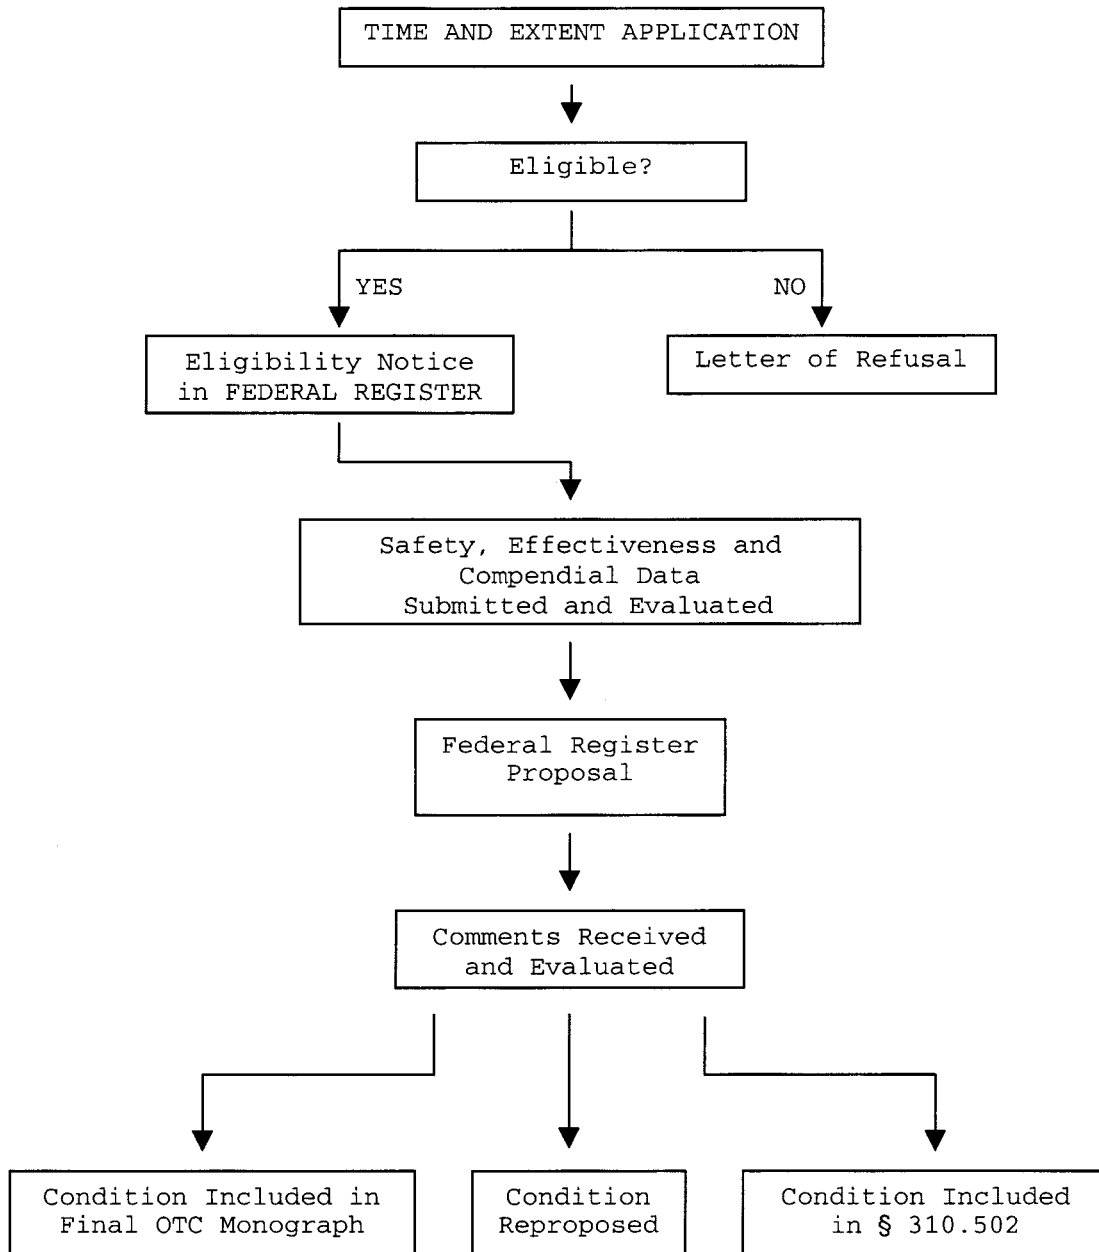 TIME AND EXTENT APPLICATION
Eligible?
YES
NO
Eligibility Notice
in FEDERAL REGISTER
Letter of Refusal
Safety, Effectiveness and
Compendial Data
Submitted and Evaluated
Federal Register
Proposal
Comments Received
and Evaluated
Condition Included in
Final OTC Monograph
Condition
Reproposed
Condition Included
in § 310.502